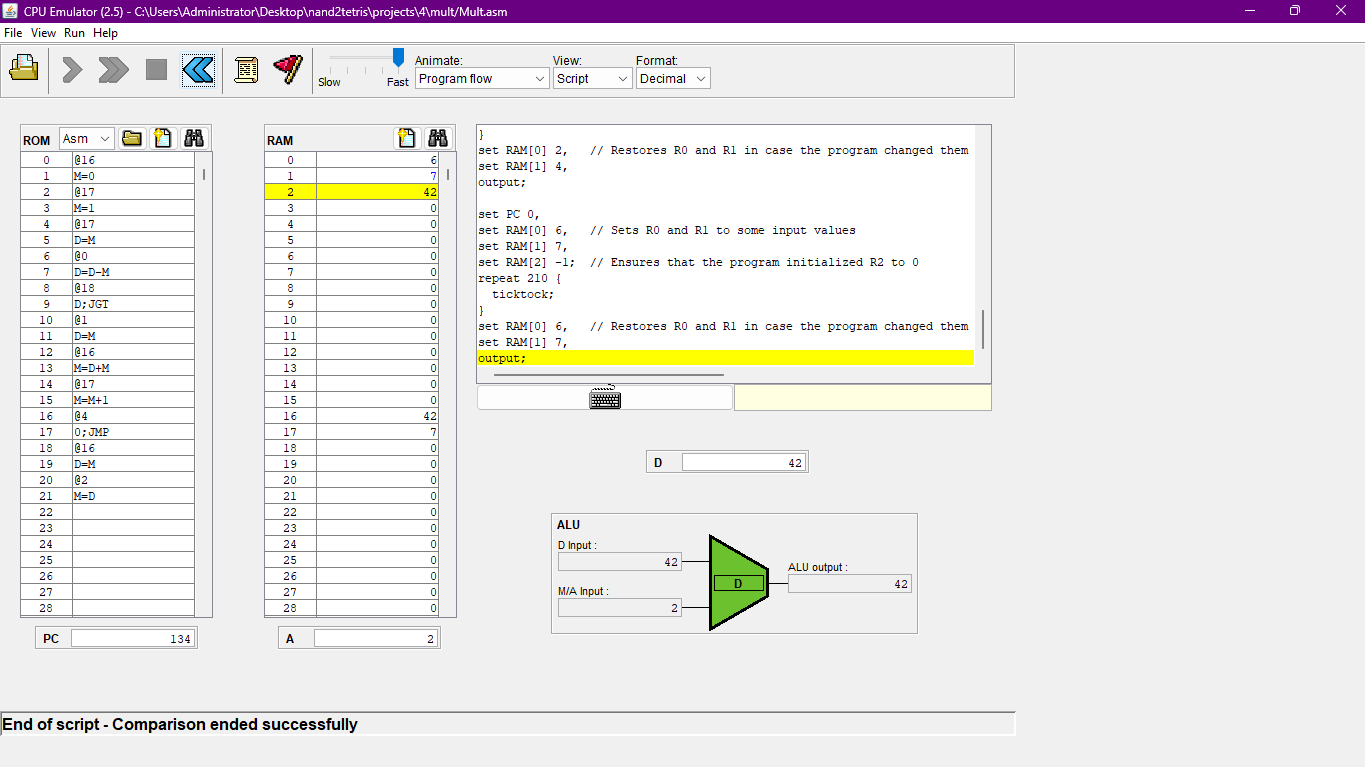 CPU Emulator (2.5) - C:\Users\Administrator\Desktop\nand2tetris\projects\4\mult/Mult.asm
File View Run Help
Slow Fast
Animate:
Program flow
View:
Script
Format:
Decimal
ROM Asm
0 @16
1 M=0
2 @17
3 M=1
4 @17
5 D=M
6 @0
7 D=D-M
8 @18
9 D;JGT
10 @1
11 D=M
12 @16
13 M=D+M
14 @17
15 M=M+1
16 @4
17 0;JMP
18 @16
19 D=M
20 @2
21 M=D
22
23
24
25
26
27
28
PC 134
RAM
0 6
1 7
2 42
3 0
4 0
5 0
6 0
7 0
8 0
9 0
10 0
11 0
12 0
13 0
14 0
15 0
16 42
17 7
18 0
19 0
20 0
21 0
22 0
23 0
24 0
25 0
26 0
27 0
28 0
A 2
}
set RAM[0] 2, // Restores R0 and R1 in case the program changed them
set RAM[1] 4,
output;
set PC 0,
set RAM[0] 6, // Sets R0 and R1 to some input values
set RAM[1] 7,
set RAM[2] -1; // Ensures that the program initialized R2 to 0
repeat 210 {
ticktock;
}
set RAM[0] 6, // Restores R0 and R1 in case the program changed them
set RAM[1] 7,
output;
D 42
ALU
D Input :
42
M/A Input :
2
D
ALU output :
42
End of script - Comparison ended successfully